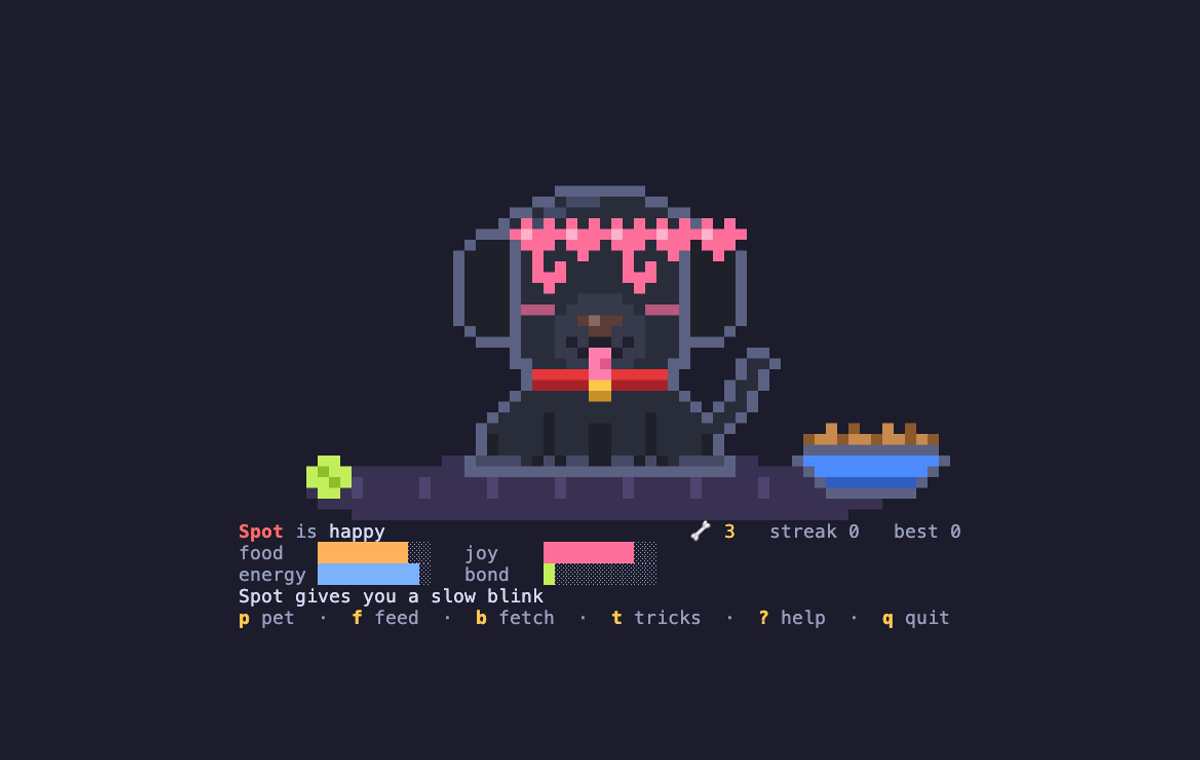 Spot is happy 3 streak 0 best 0
food joy
energy bond
Spot gives you a slow blink
p pet · f feed · b fetch · t tricks · ? help · q quit